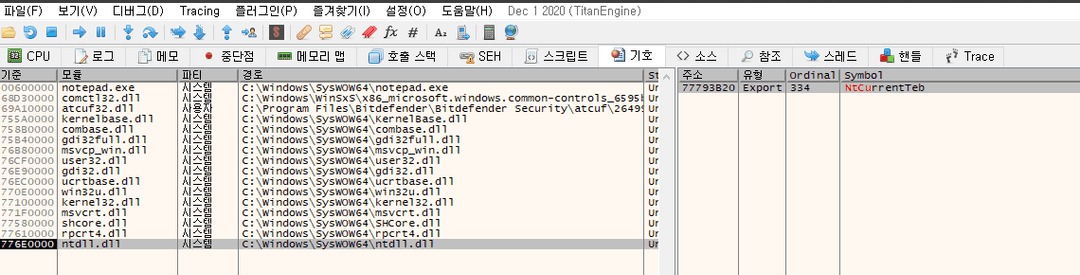 파일(F) 보기(V) 디버그(D) Tracing 플러그인(P) 즐겨찾기(I) 설정(O) 도움말(H) Dec 1 2020 (TitanEngine)
CPU 로그 메모 중단점 메모리 맵 호출 스택 SEH 스크립트 기호 소스 참조 스레드 핸들 Trace
기준 모듈 파티 경로 St 주소 유형 Ordinal Symbol
00600000 notepad.exe 시스템 C:\Windows\SysWOW64\notepad.exe Ur 77793B20 Export 334 NtCurrentTeb
68D30000 comctl32.dll 시스템 C:\Windows\WinSxS\x86_microsoft.windows.common-controls_6595b Ur
69A10000 atcuf32.dll 사용자 C:\Program Files\Bitdefender\Bitdefender Security\atcuf\26495 Ur
755A0000 kernelbase.dll 시스템 C:\Windows\SysWOW64\KernelBase.dll Ur
758B0000 combase.dll 시스템 C:\Windows\SysWOW64\combase.dll Ur
75B40000 gdi32full.dll 시스템 C:\Windows\SysWOW64\gdi32full.dll Ur
76B80000 msvcp_win.dll 시스템 C:\Windows\SysWOW64\msvcp_win.dll Ur
76CF0000 user32.dll 시스템 C:\Windows\SysWOW64\user32.dll Ur
76E90000 gdi32.dll 시스템 C:\Windows\SysWOW64\gdi32.dll Ur
76EC0000 ucrtbase.dll 시스템 C:\Windows\SysWOW64\ucrtbase.dll Ur
770E0000 win32u.dll 시스템 C:\Windows\SysWOW64\win32u.dll Ur
77100000 kernel32.dll 시스템 C:\Windows\SysWOW64\kernel32.dll Ur
771F0000 msvcrt.dll 시스템 C:\Windows\SysWOW64\msvcrt.dll Ur
77580000 shcore.dll 시스템 C:\Windows\SysWOW64\SHCore.dll Ur
77610000 rpcrt4.dll 시스템 C:\Windows\SysWOW64\rpcrt4.dll Ur
776E0000 ntdll.dll 시스템 C:\Windows\SysWOW64\ntdll.dll Ur